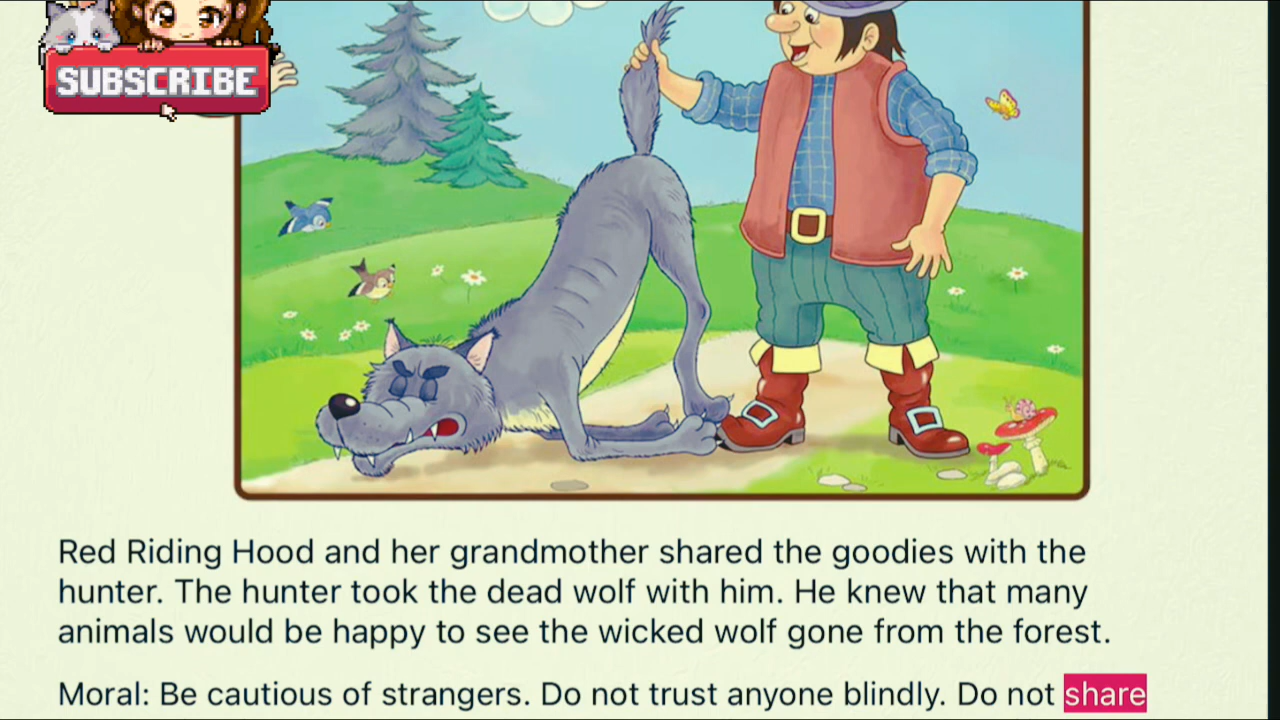 SUBSCRIBE
Red Riding Hood and her grandmother shared the goodies with the
hunter. The hunter took the dead wolf with him. He knew that many
animals would be happy to see the wicked wolf gone from the forest.
Moral: Be cautious of strangers. Do not trust anyone blindly. Do not share